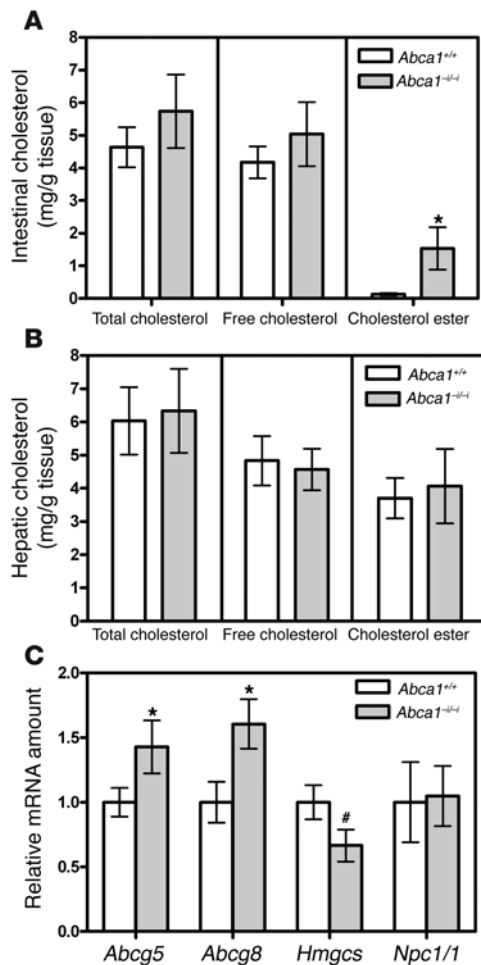 A
8
7
6
5
4
3
2
1
0
Intestinal cholesterol
(mg/g tissue)
Abca1+/+
Abca1–i/–i
*
Total cholesterol Free cholesterol Cholesterol ester
B
8
7
6
5
4
3
2
1
0
Hepatic cholesterol
(mg/g tissue)
Abca1+/+
Abca1–i/–i
Total cholesterol Free cholesterol Cholesterol ester
C
2.0
1.5
1.0
0.5
0.0
Relative mRNA amount
Abca1+/+
Abca1–i/–i
* * #
Abcg5 Abcg8 Hmgcs Npc1/1